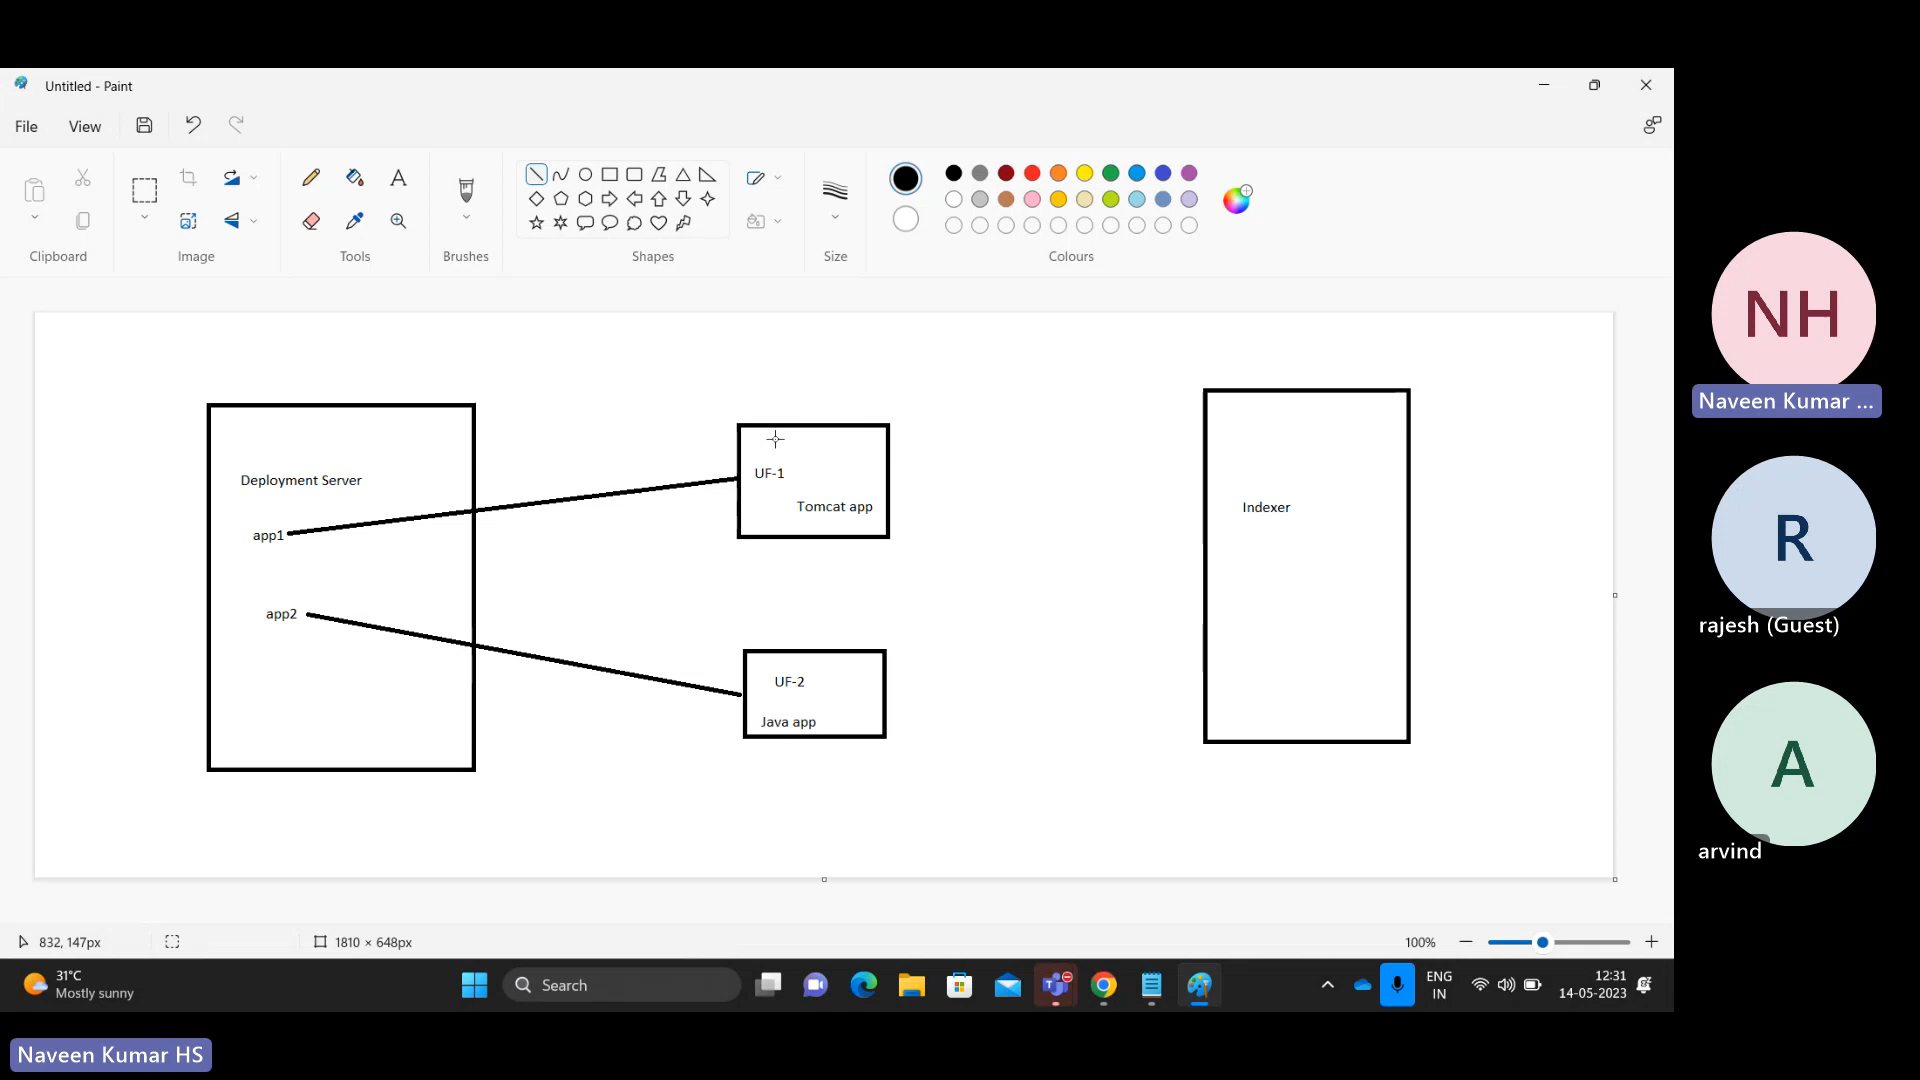 Untitled - Paint
File
View
Clipboard
Image
Tools
Brushes
Shapes
Size
Colours
NH
Naveen Kumar ...
Deployment Server
app1
app2
UF-1
Tomcat app
UF-2
Java app
Indexer
R
rajesh (Guest)
A
arvind
832, 147px
1810 × 648px
100%
31°C
Mostly sunny
Search
ENG
IN
12:31
14-05-2023
Naveen Kumar HS